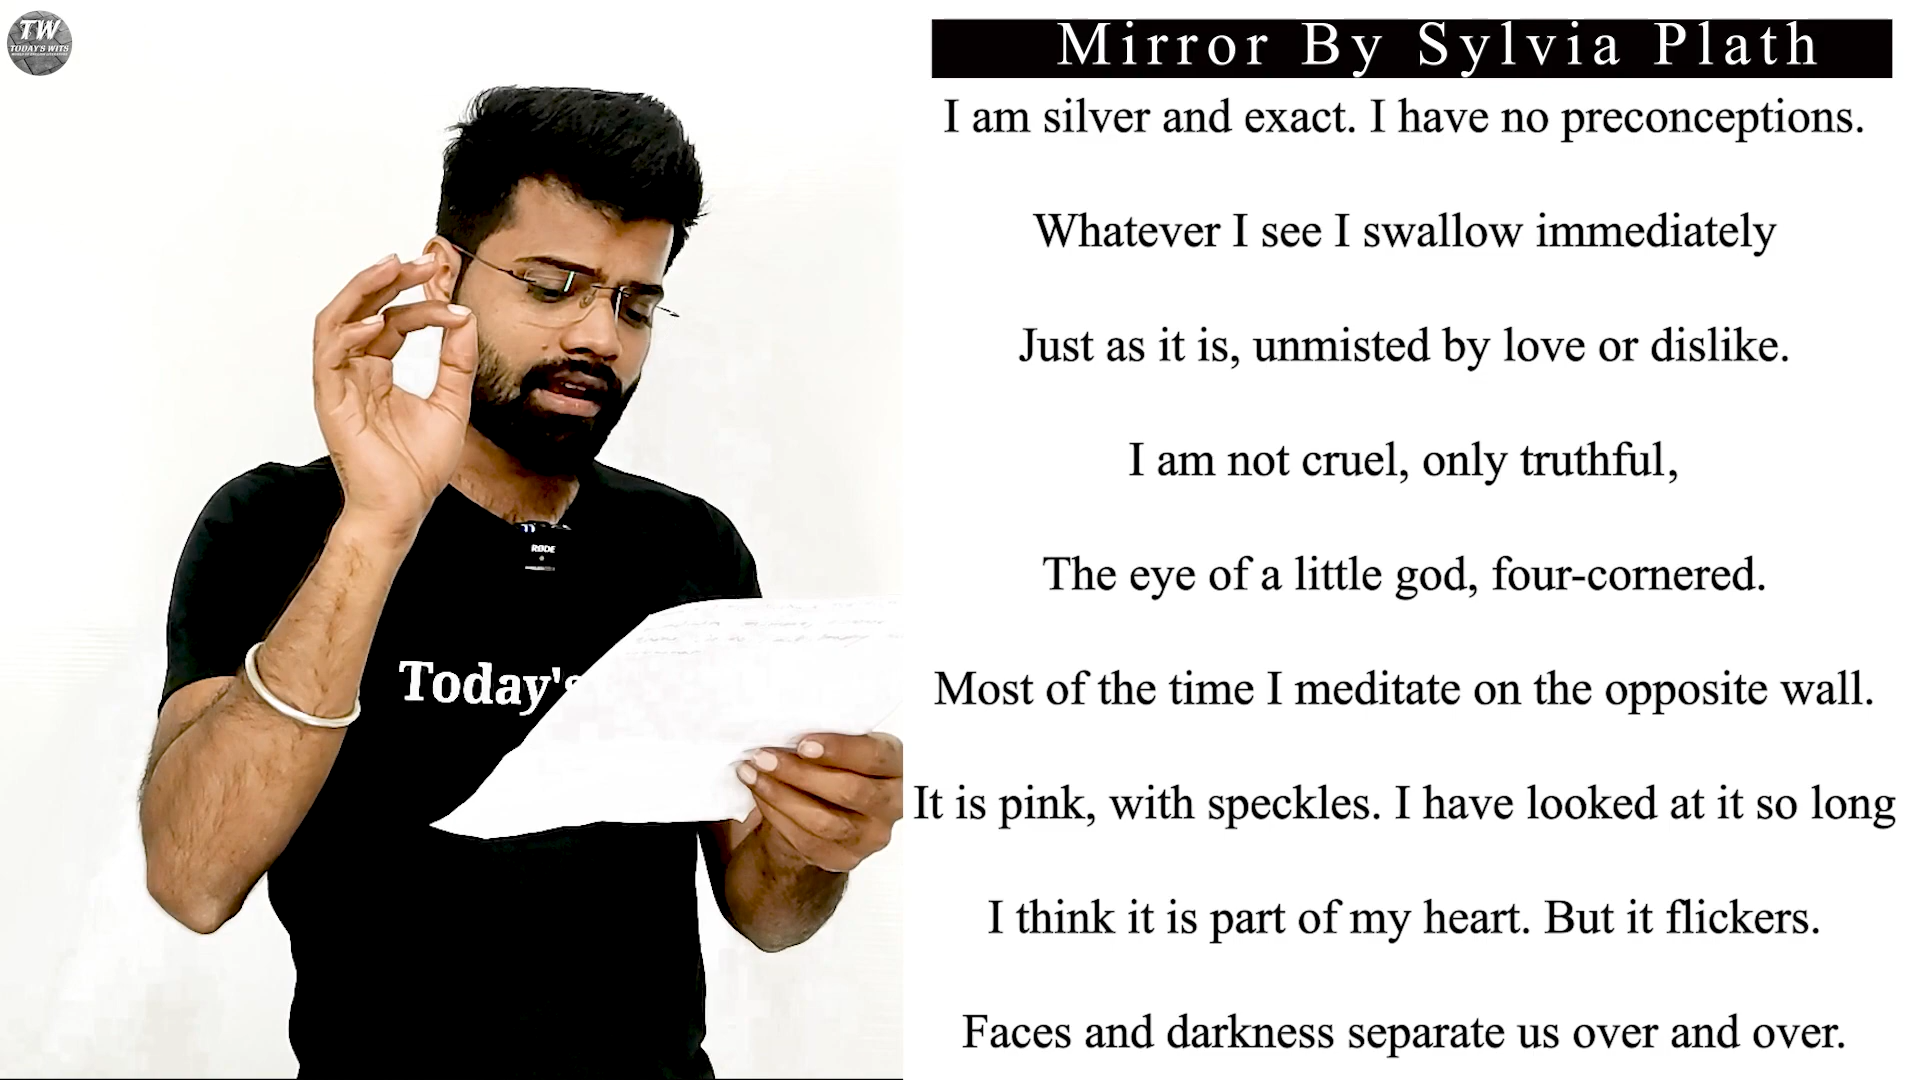 TW
TODAY'S WITS
Mirror By Sylvia Plath
I am silver and exact. I have no preconceptions.
Whatever I see I swallow immediately
Just as it is, unmisted by love or dislike.
I am not cruel, only truthful,
The eye of a little god, four-cornered.
Most of the time I meditate on the opposite wall.
It is pink, with speckles. I have looked at it so long
I think it is part of my heart. But it flickers.
Faces and darkness separate us over and over.
RØDE
Today's